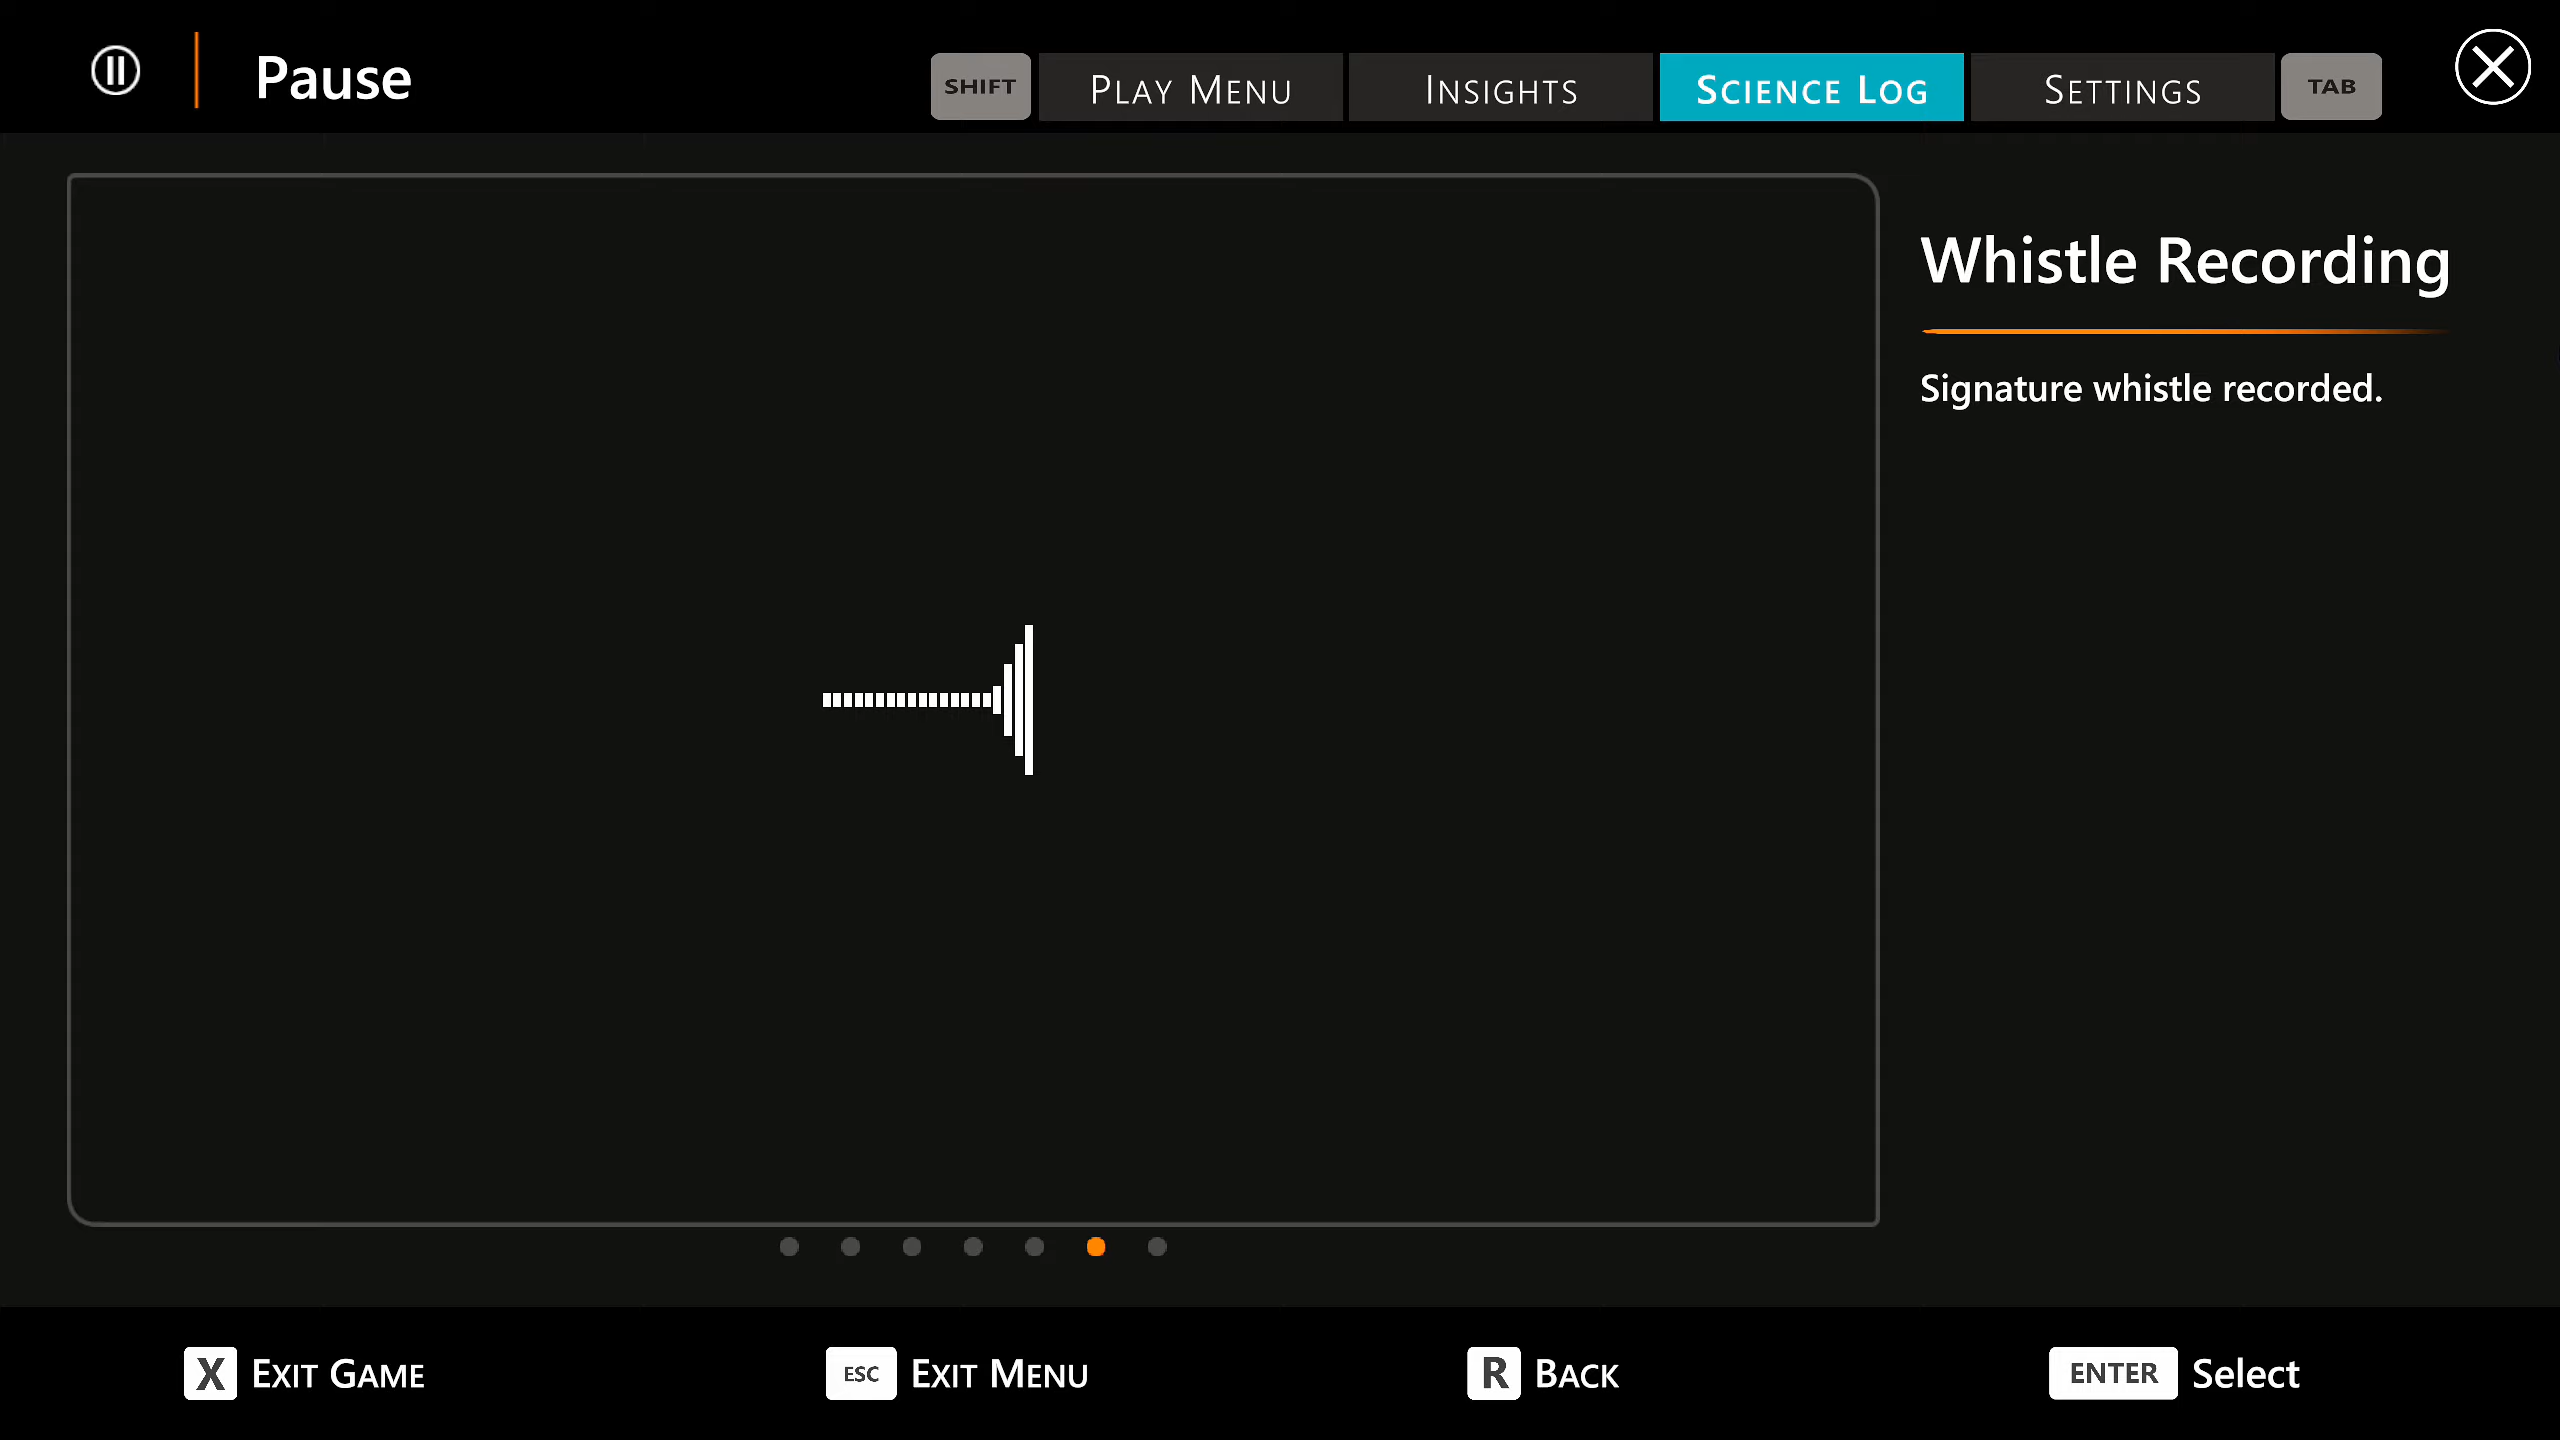 Pause
SHIFT
PLAY MENU
INSIGHTS
SCIENCE LOG
SETTINGS
TAB
Whistle Recording
Signature whistle recorded.
X EXIT GAME
ESC EXIT MENU
R BACK
ENTER Select